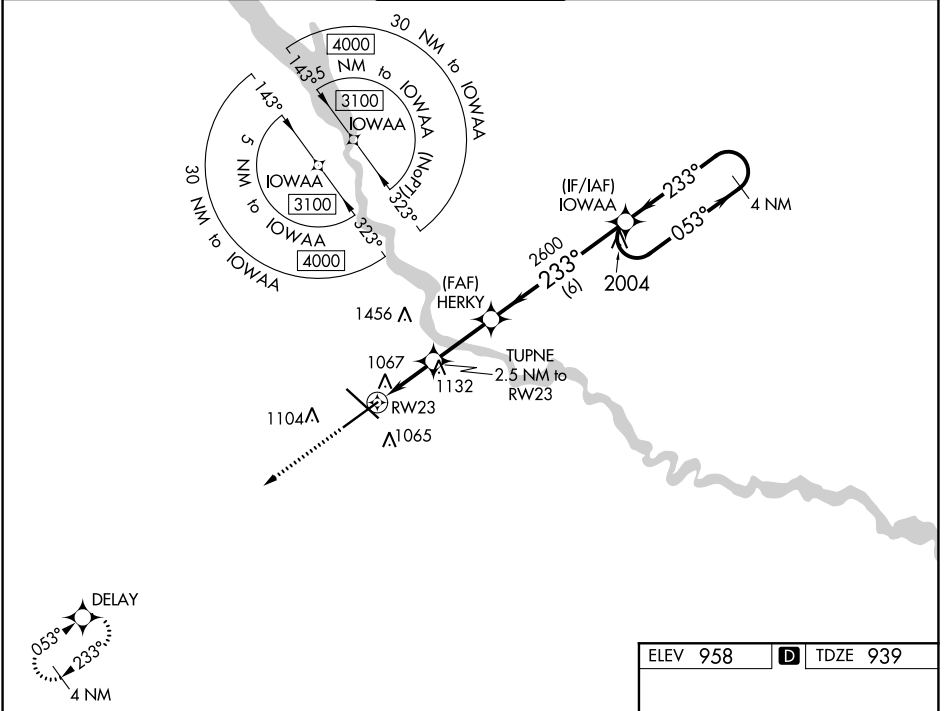 30 NM to IOWAA
4000
143°
5 NM to IOWAA (NoPT)
3100
IOWAA
323°
143°
30 NM to IOWAA
5 NM to IOWAA
IOWAA
3100
323°
4000
(IF/IAF)
IOWAA
233°
053°
4 NM
2004
2600
233°
(6)
(FAF)
HERKY
1456
1067
TUPNE
2.5 NM to
RW23
1132
RW23
1104
1065
DELAY
053°
233°
4 NM
ELEV 958 D TDZE 939